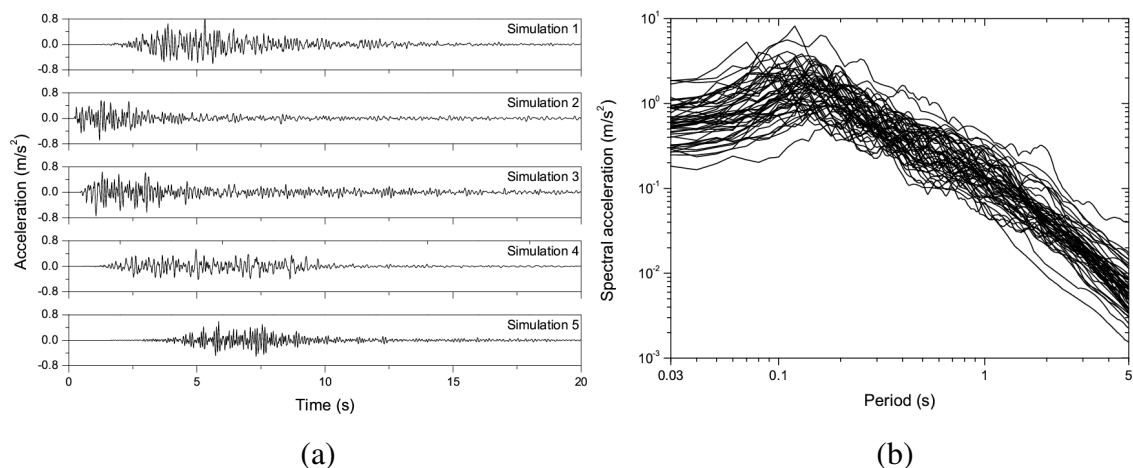 0.8
0.0
-0.8
Simulation 1
0.8
0.0
-0.8
Simulation 2
0.8
0.0
-0.8
Simulation 3
0.8
0.0
-0.8
Simulation 4
0.8
0.0
-0.8
Simulation 5
Acceleration (m/s²)
0 5 10 15 20
Time (s)
(a)
10¹
10⁰
10⁻¹
10⁻²
10⁻³
Spectral acceleration (m/s²)
0.03 0.1 1 5
Period (s)
(b)